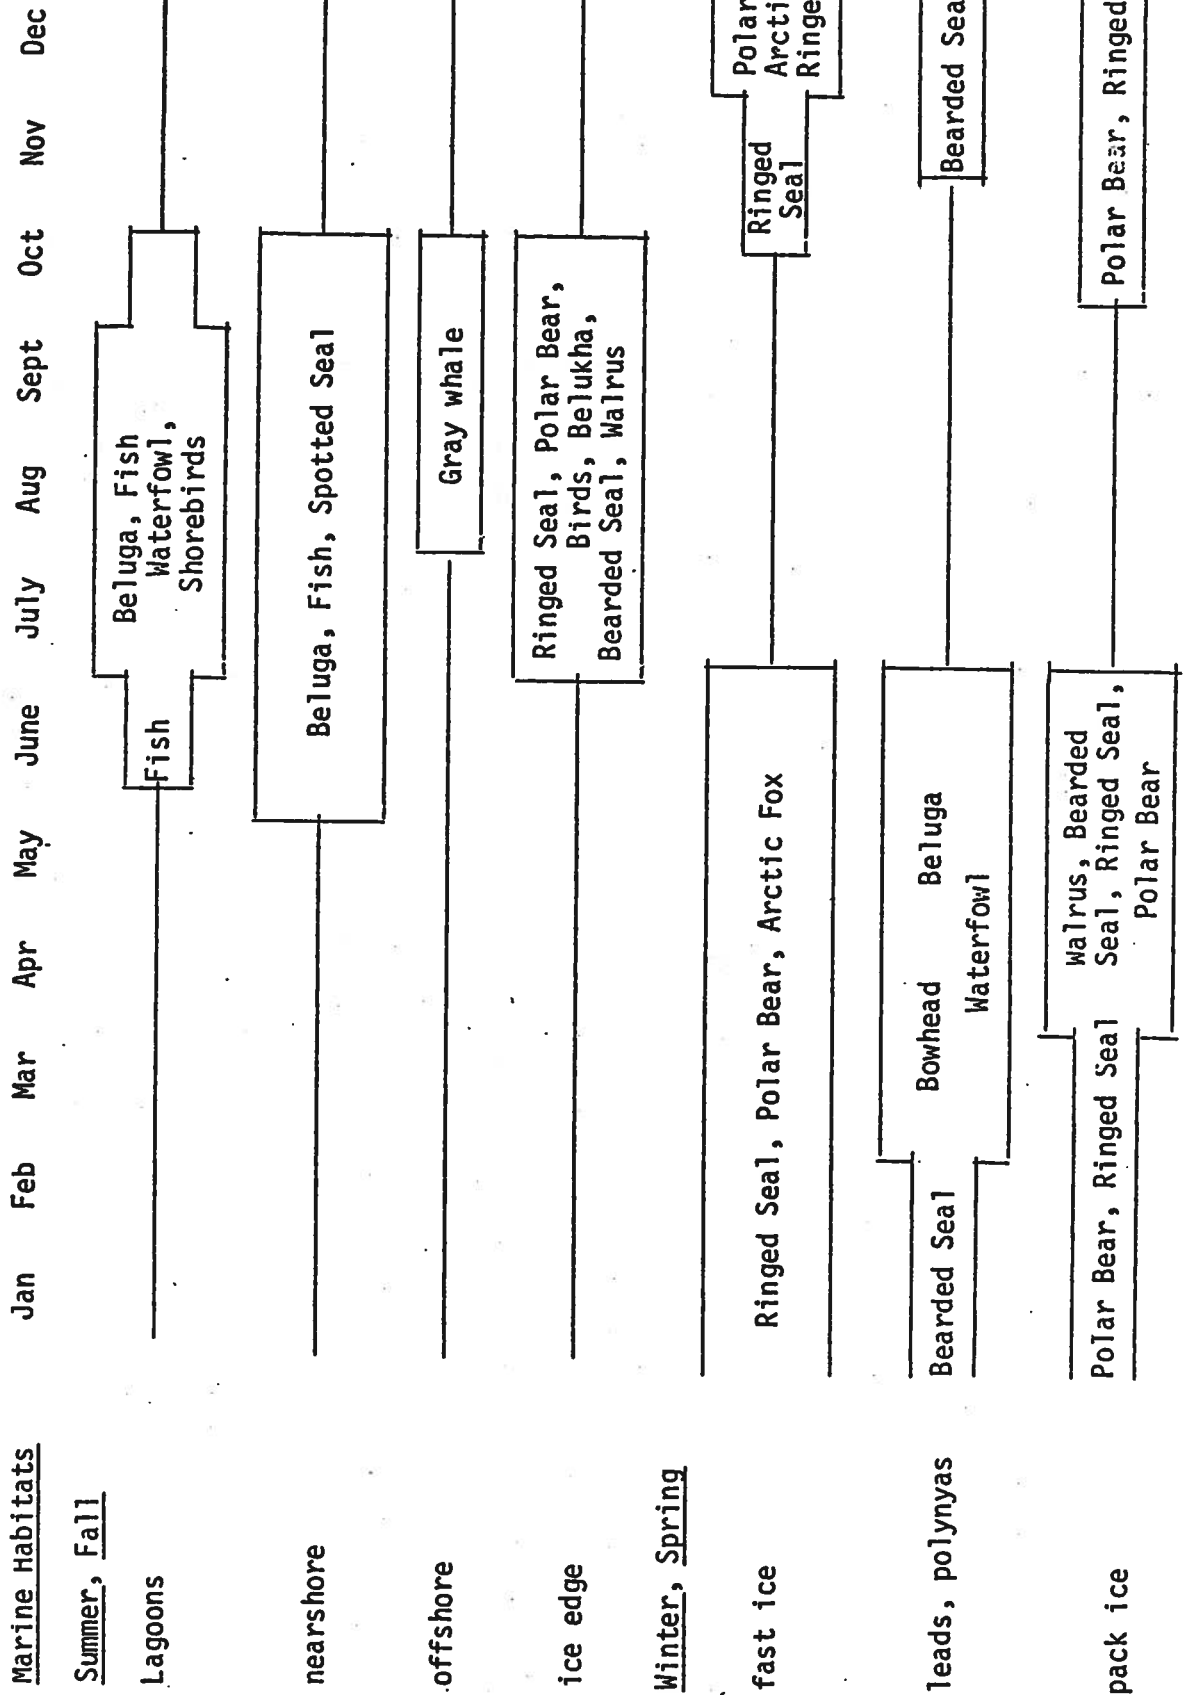 Jan Feb Mar Apr May June July Aug Sept Oct Nov Dec
Marine Habitats
Summer, Fall
Lagoons
Fish
Beluga, Fish
Waterfowl,
Shorebirds
nearshore
Beluga, Fish, Spotted Seal
offshore
Gray whale
ice edge
Ringed Seal, Polar Bear,
Birds, Belukha,
Bearded Seal, Walrus
Winter, Spring
fast ice
Ringed Seal, Polar Bear, Arctic Fox
Ringed
Seal
Polar
Arcti
Ringe
leads, polynyas
Bearded Seal
Bowhead Beluga
Waterfowl
Bearded Sea
pack ice
Polar Bear, Ringed Seal
Walrus, Bearded
Seal, Ringed Seal,
Polar Bear
Polar Bear, Ringed